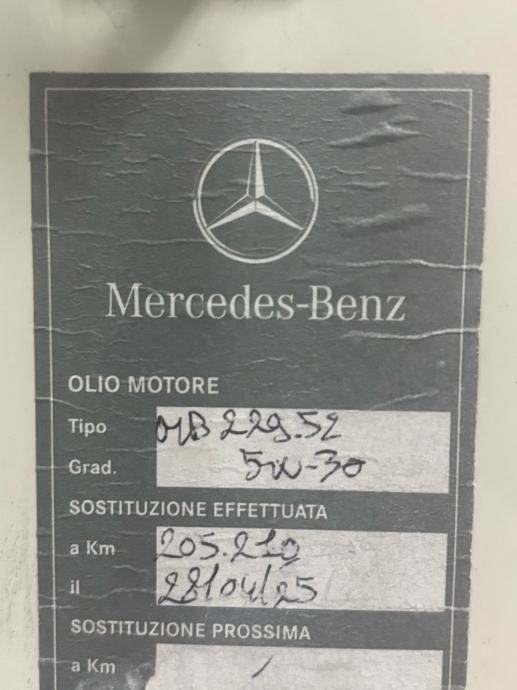 Mercedes-Benz
OLIO MOTORE
Tipo MB 229.52
Grad. 5W-30
SOSTITUZIONE EFFETTUATA
a Km 205.210
il 28/04/25
SOSTITUZIONE PROSSIMA
a Km /